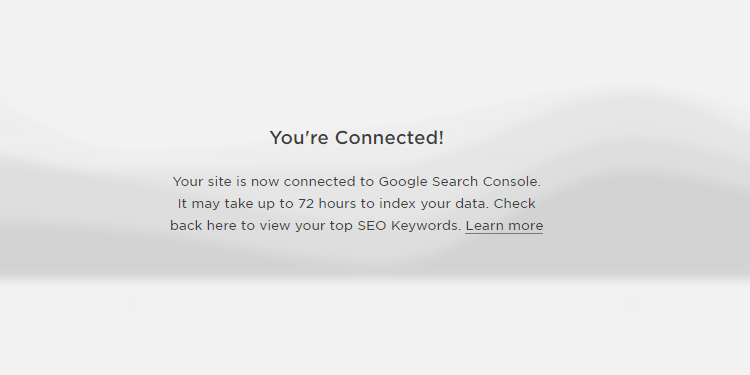 You're Connected!
Your site is now connected to Google Search Console.
It may take up to 72 hours to index your data. Check
back here to view your top SEO Keywords. Learn more